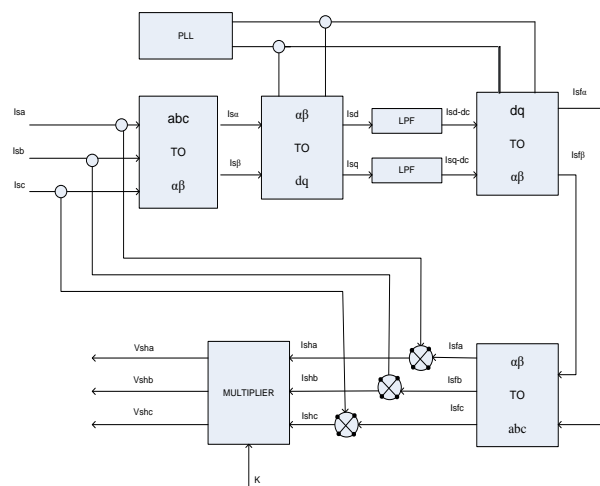 PLL
Isa
Isb
Isc
abc
TO
αβ
Isα
Isβ
αβ
TO
dq
Isd
Isq
LPF
LPF
Isd-dc
Isq-dc
dq
TO
αβ
Isfα
Isfβ
Vsha
Vshb
Vshc
MULTIPLIER
K
Isha
Ishb
Ishc
Isfa
Isfb
Isfc
αβ
TO
abc